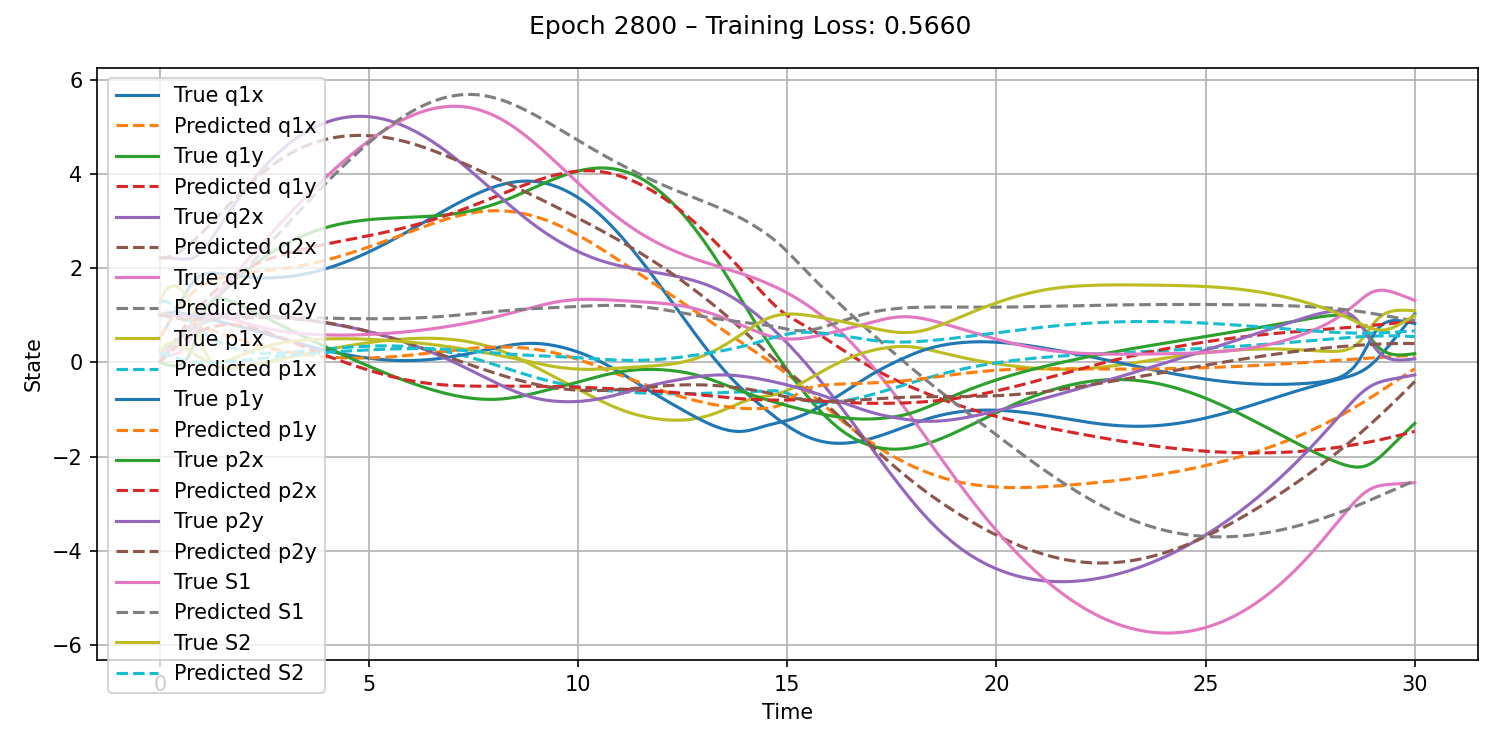 Epoch 2800 – Training Loss: 0.5660
6
4
2
0
−2
−4
−6
State
True q1x
Predicted q1x
True q1y
Predicted q1y
True q2x
Predicted q2x
True q2y
Predicted q2y
True p1x
Predicted p1x
True p1y
Predicted p1y
True p2x
Predicted p2x
True p2y
Predicted p2y
True S1
Predicted S1
True S2
Predicted S2
0 5 10 15 20 25 30
Time